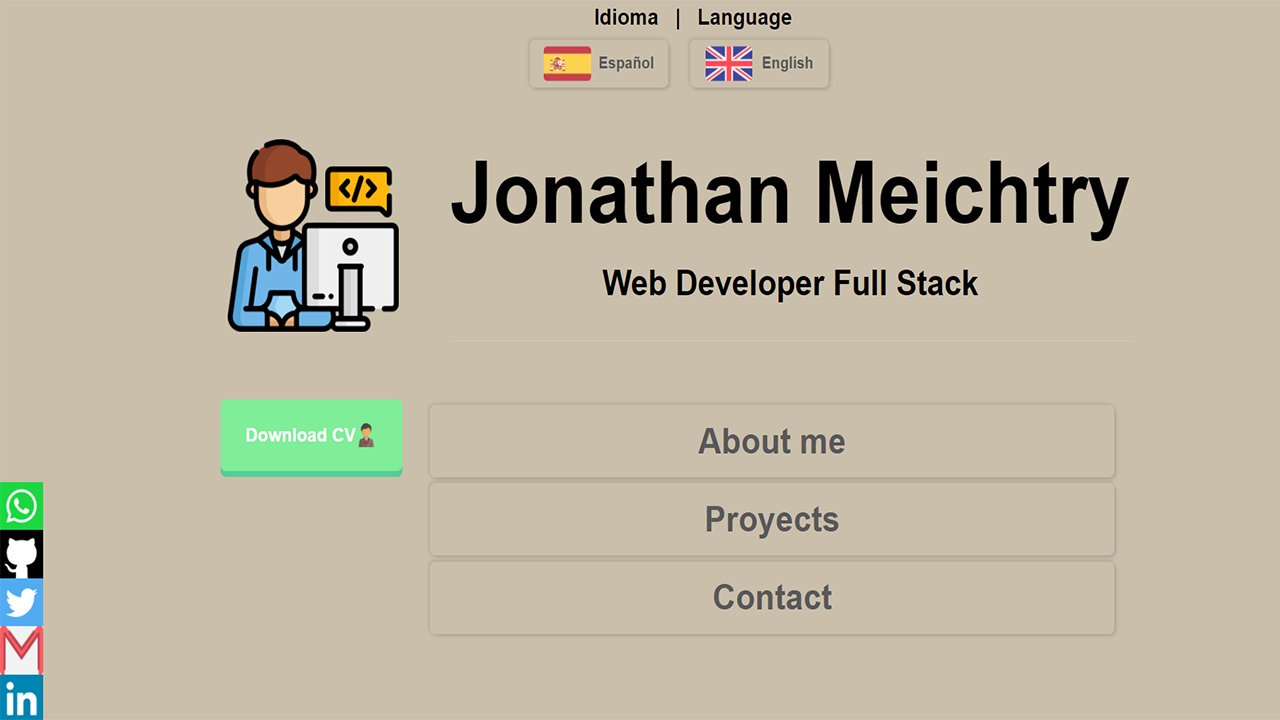 Idioma | Language
Español English
Jonathan Meichtry
Web Developer Full Stack
Download CV
About me
Proyects
Contact
in